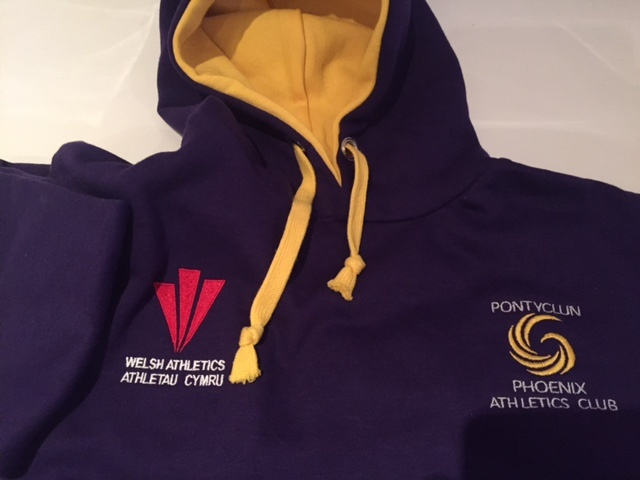 WELSH ATHLETICS
ATHLETAU CYMRU
PONTYCLUN
PHOENIX
ATHLETICS CLUB